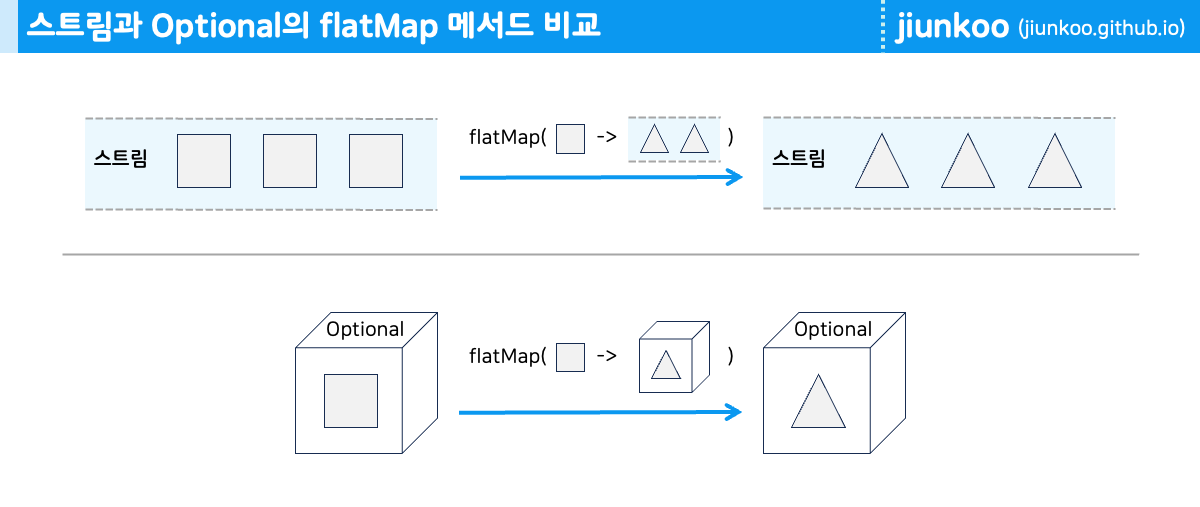 스트림과 Optional의 flatMap 메서드 비교
jiunkoo (jiunkoo.github.io)
스트림
flatMap( -> )
스트림
Optional
flatMap( -> )
Optional